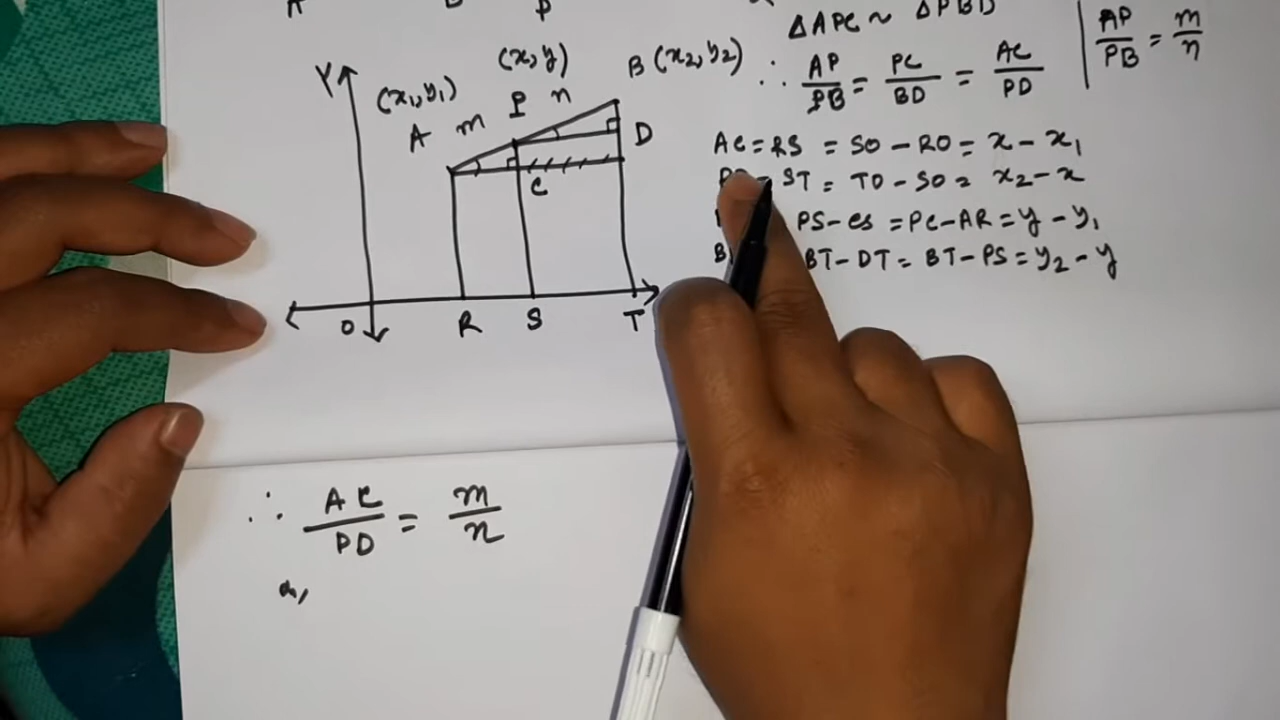 P
ΔAPC ~ ΔPBD
AP/PB = m/n
∴ AP/PB = PC/BD = AC/PD
Y
(x, y)
B (x₂, y₂)
(x₁, y₁)
A m P n
D
C
O R S T
AC = RS = SO - RO = x - x₁
= ST = TO - SO = x₂ - x
PS - CS = PC - AR = y - y₁
BT - DT = BT - PS = y₂ - y
∴ AC/PD = m/n